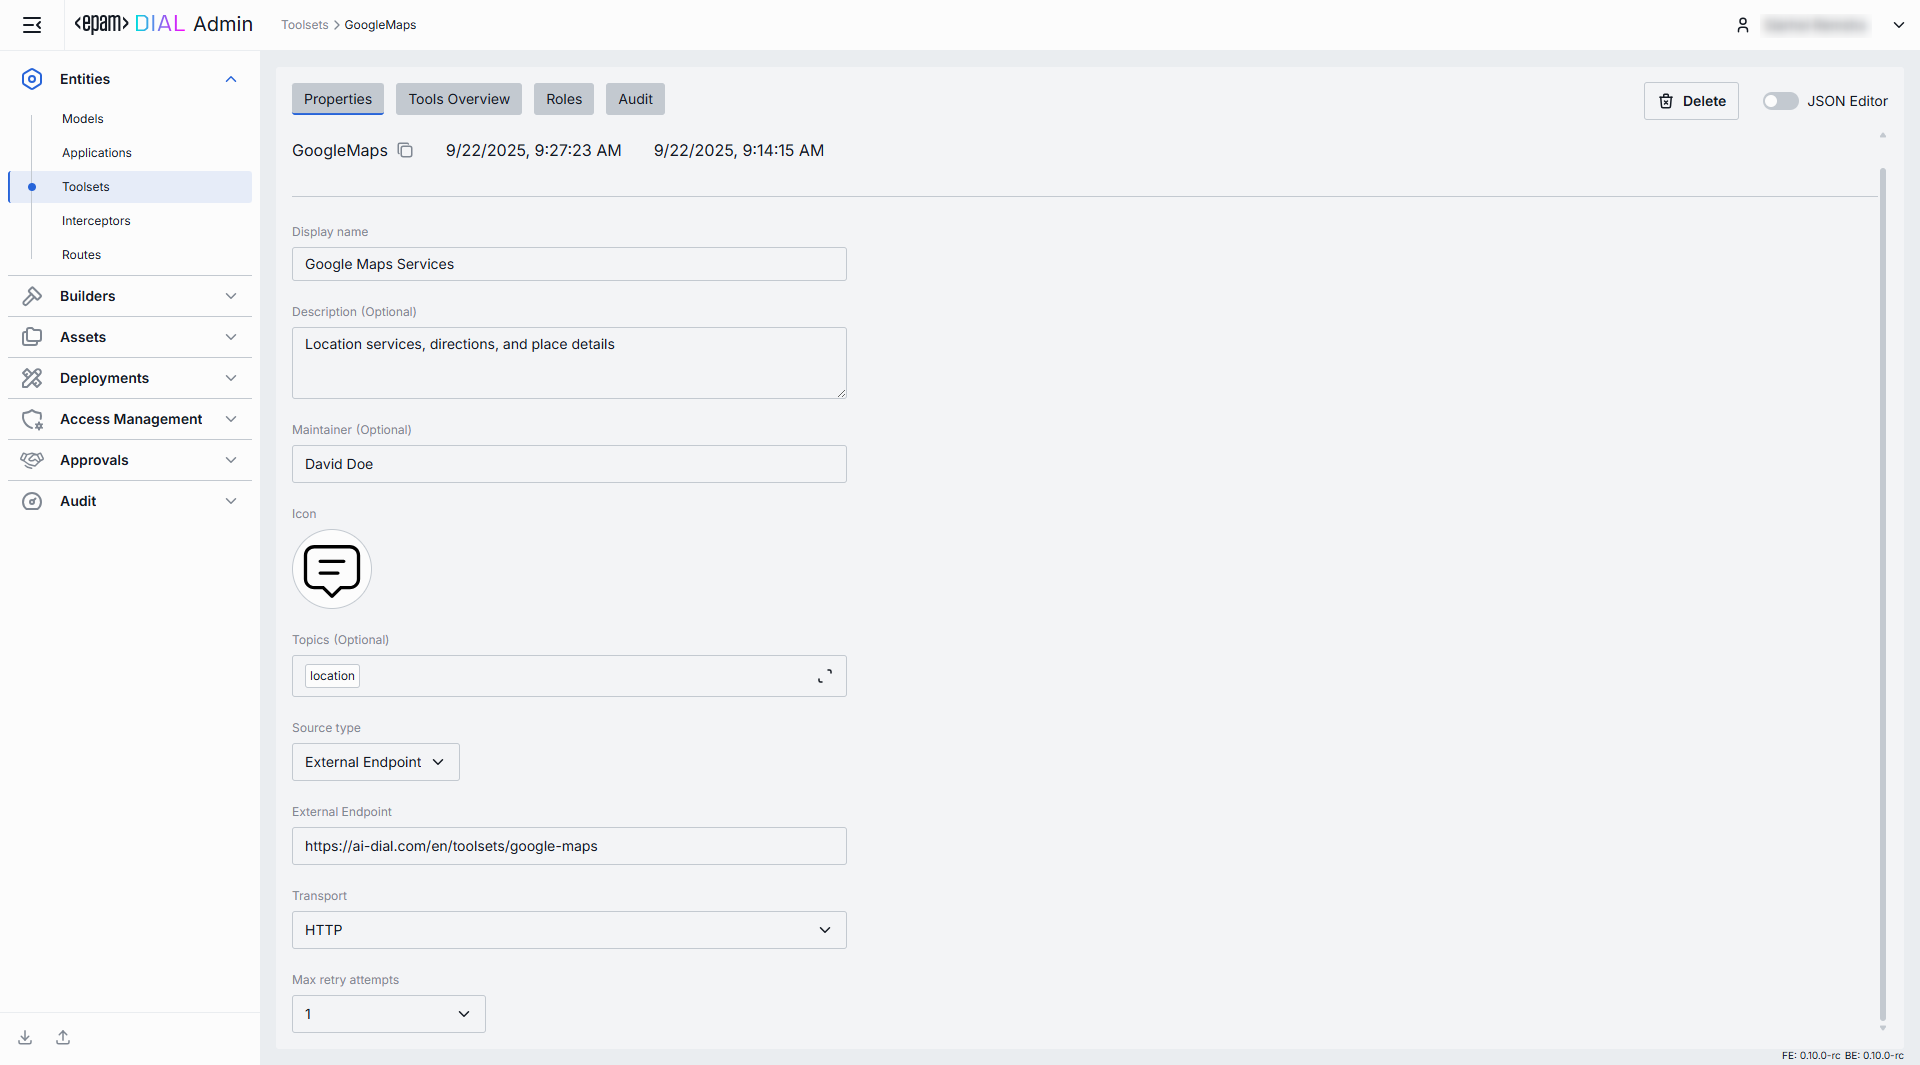 <epam> DIAL Admin
Toolsets > GoogleMaps
Entities
Models
Applications
Toolsets
Interceptors
Routes
Builders
Assets
Deployments
Access Management
Approvals
Audit
Properties
Tools Overview
Roles
Audit
Delete
JSON Editor
GoogleMaps
9/22/2025, 9:27:23 AM
9/22/2025, 9:14:15 AM
Display name
Google Maps Services
Description (Optional)
Location services, directions, and place details
Maintainer (Optional)
David Doe
Icon
Topics (Optional)
location
Source type
External Endpoint
External Endpoint
https://ai-dial.com/en/toolsets/google-maps
Transport
HTTP
Max retry attempts
1
FE: 0.10.0-rc BE: 0.10.0-rc